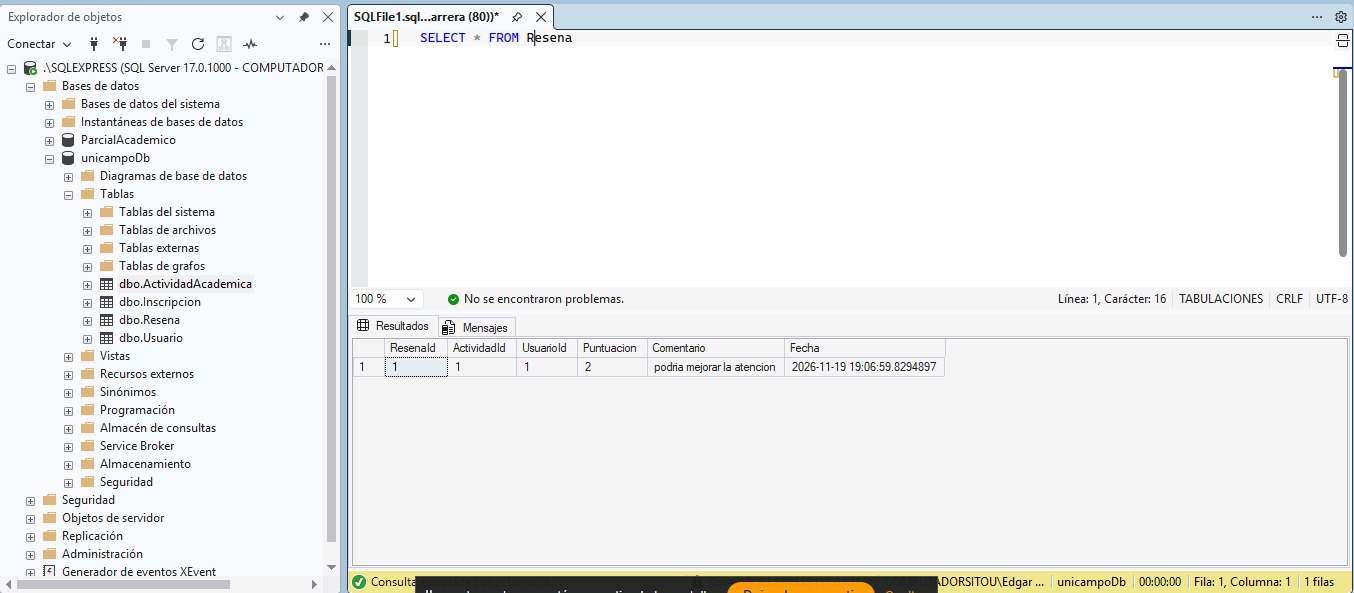 Explorador de objetos
Conectar
.\SQLEXPRESS (SQL Server 17.0.1000 - COMPUTADOR
Bases de datos
Bases de datos del sistema
Instantáneas de bases de datos
ParcialAcademico
unicampoDb
Diagramas de base de datos
Tablas
Tablas del sistema
Tablas de archivos
Tablas externas
Tablas de grafos
dbo.ActividadAcademica
dbo.Inscripcion
dbo.Resena
dbo.Usuario
Vistas
Recursos externos
Sinónimos
Programación
Almacén de consultas
Service Broker
Almacenamiento
Seguridad
Seguridad
Objetos de servidor
Replicación
Administración
Generador de eventos XEvent
SQLFile1.sql...arrera (80))*
1 SELECT * FROM Resena
100 % No se encontraron problemas. Línea: 1, Carácter: 16 TABULACIONES CRLF UTF-8
Resultados Mensajes
ResenaId ActividadId UsuarioId Puntuacion Comentario Fecha
1 1 1 1 2 podria mejorar la atencion 2026-11-19 19:06:59.8294897
Consulta \Edgar ... unicampoDb 00:00:00 Fila: 1, Columna: 1 1 filas